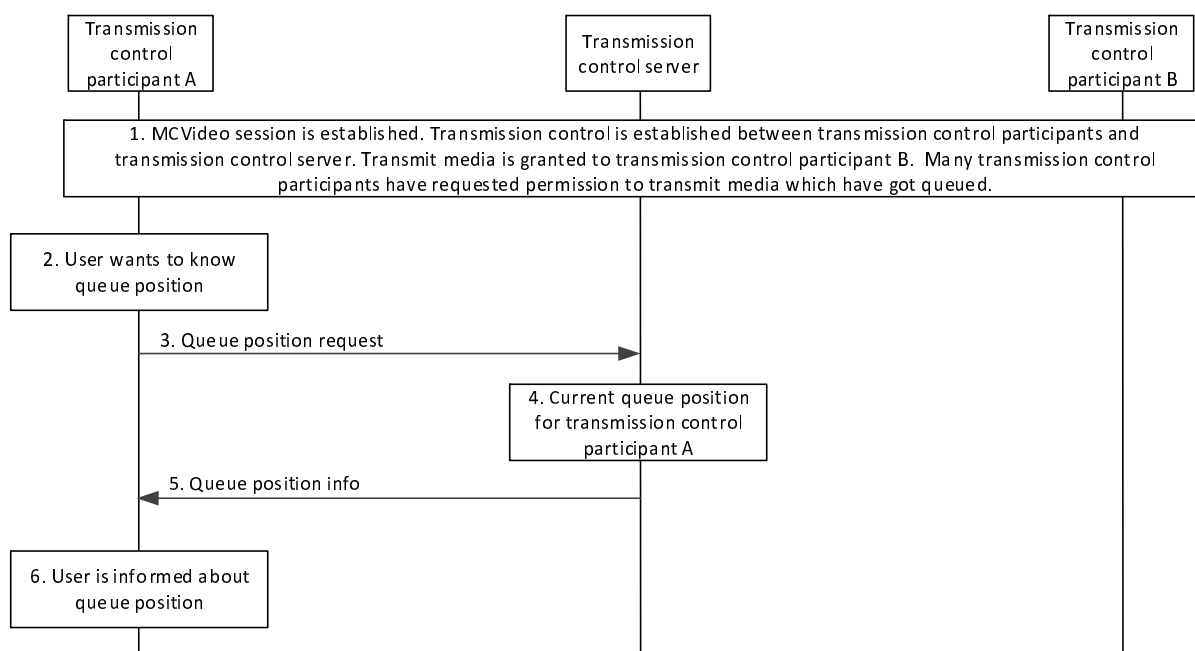 Transmission
control
participant A
Transmission
control server
Transmission
control
participant B
1. MCVideo session is established. Transmission control is established between transmission control participants and
transmission control server. Transmit media is granted to transmission control participant B.  Many transmission control
participants have requested permission to transmit media which have got queued.
2. User wants to know
queue position
3. Queue position request
4. Current queue position
for transmission control
participant A
5. Queue position info
6. User is informed about
queue position